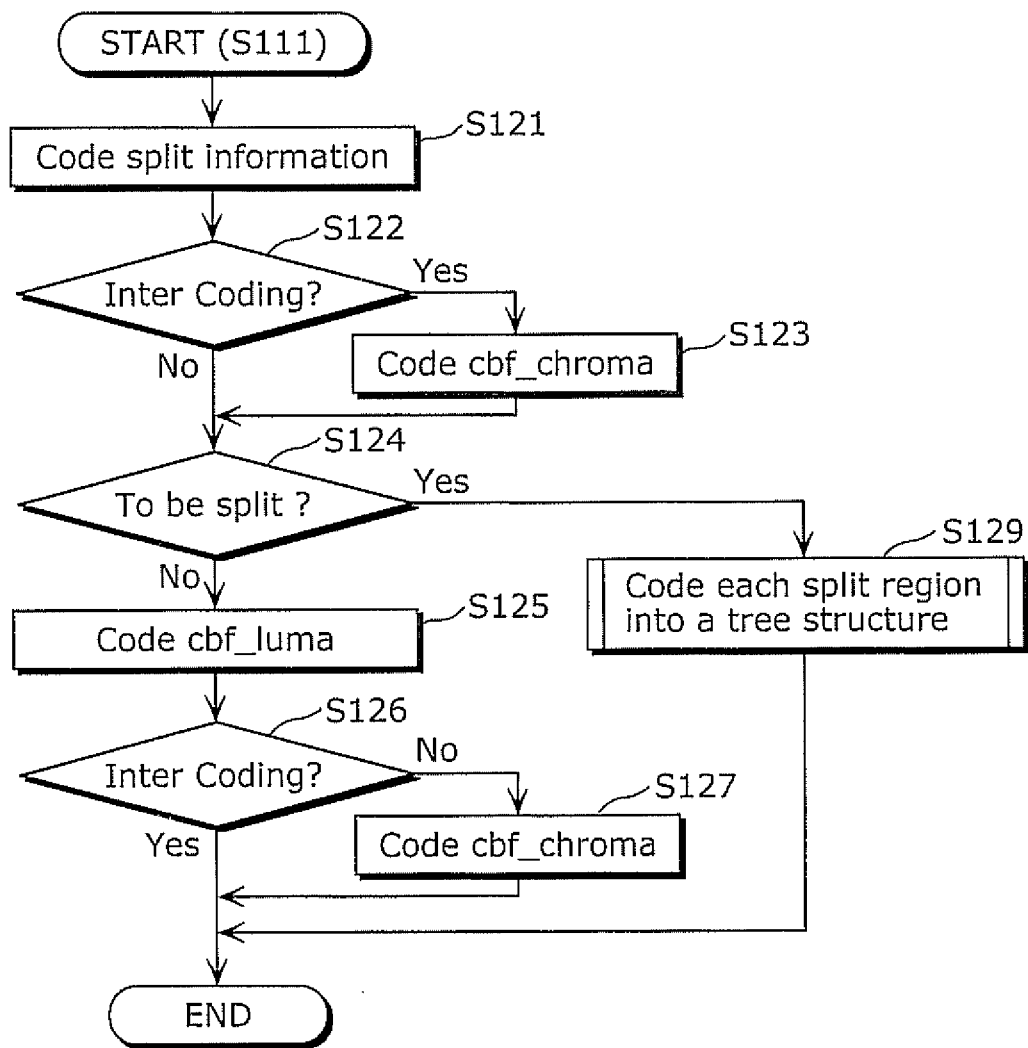 START (S111)
S121
Code split information
S122
Inter Coding?
Yes
S123
Code cbf_chroma
No
S124
To be split ?
Yes
S129
Code each split region
into a tree structure
No
S125
Code cbf_luma
S126
Inter Coding?
No
S127
Code cbf_chroma
Yes
END